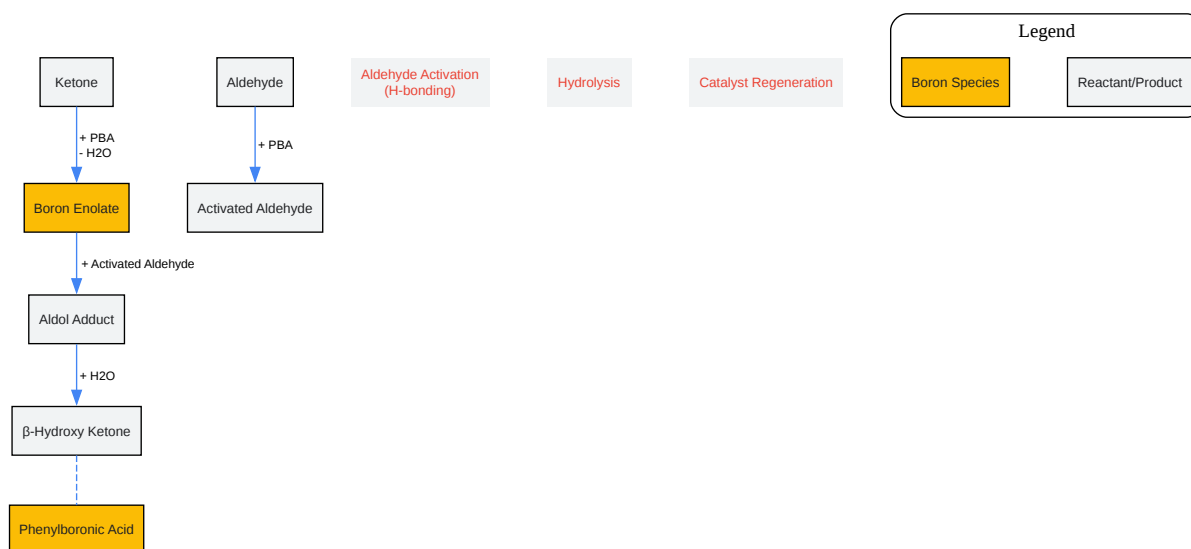 Legend
Ketone
Aldehyde
Aldehyde Activation
(H-bonding)
Hydrolysis
Catalyst Regeneration
Boron Species
Reactant/Product
+ PBA
- H2O
+ PBA
Boron Enolate
Activated Aldehyde
+ Activated Aldehyde
Aldol Adduct
+ H2O
β-Hydroxy Ketone
Phenylboronic Acid